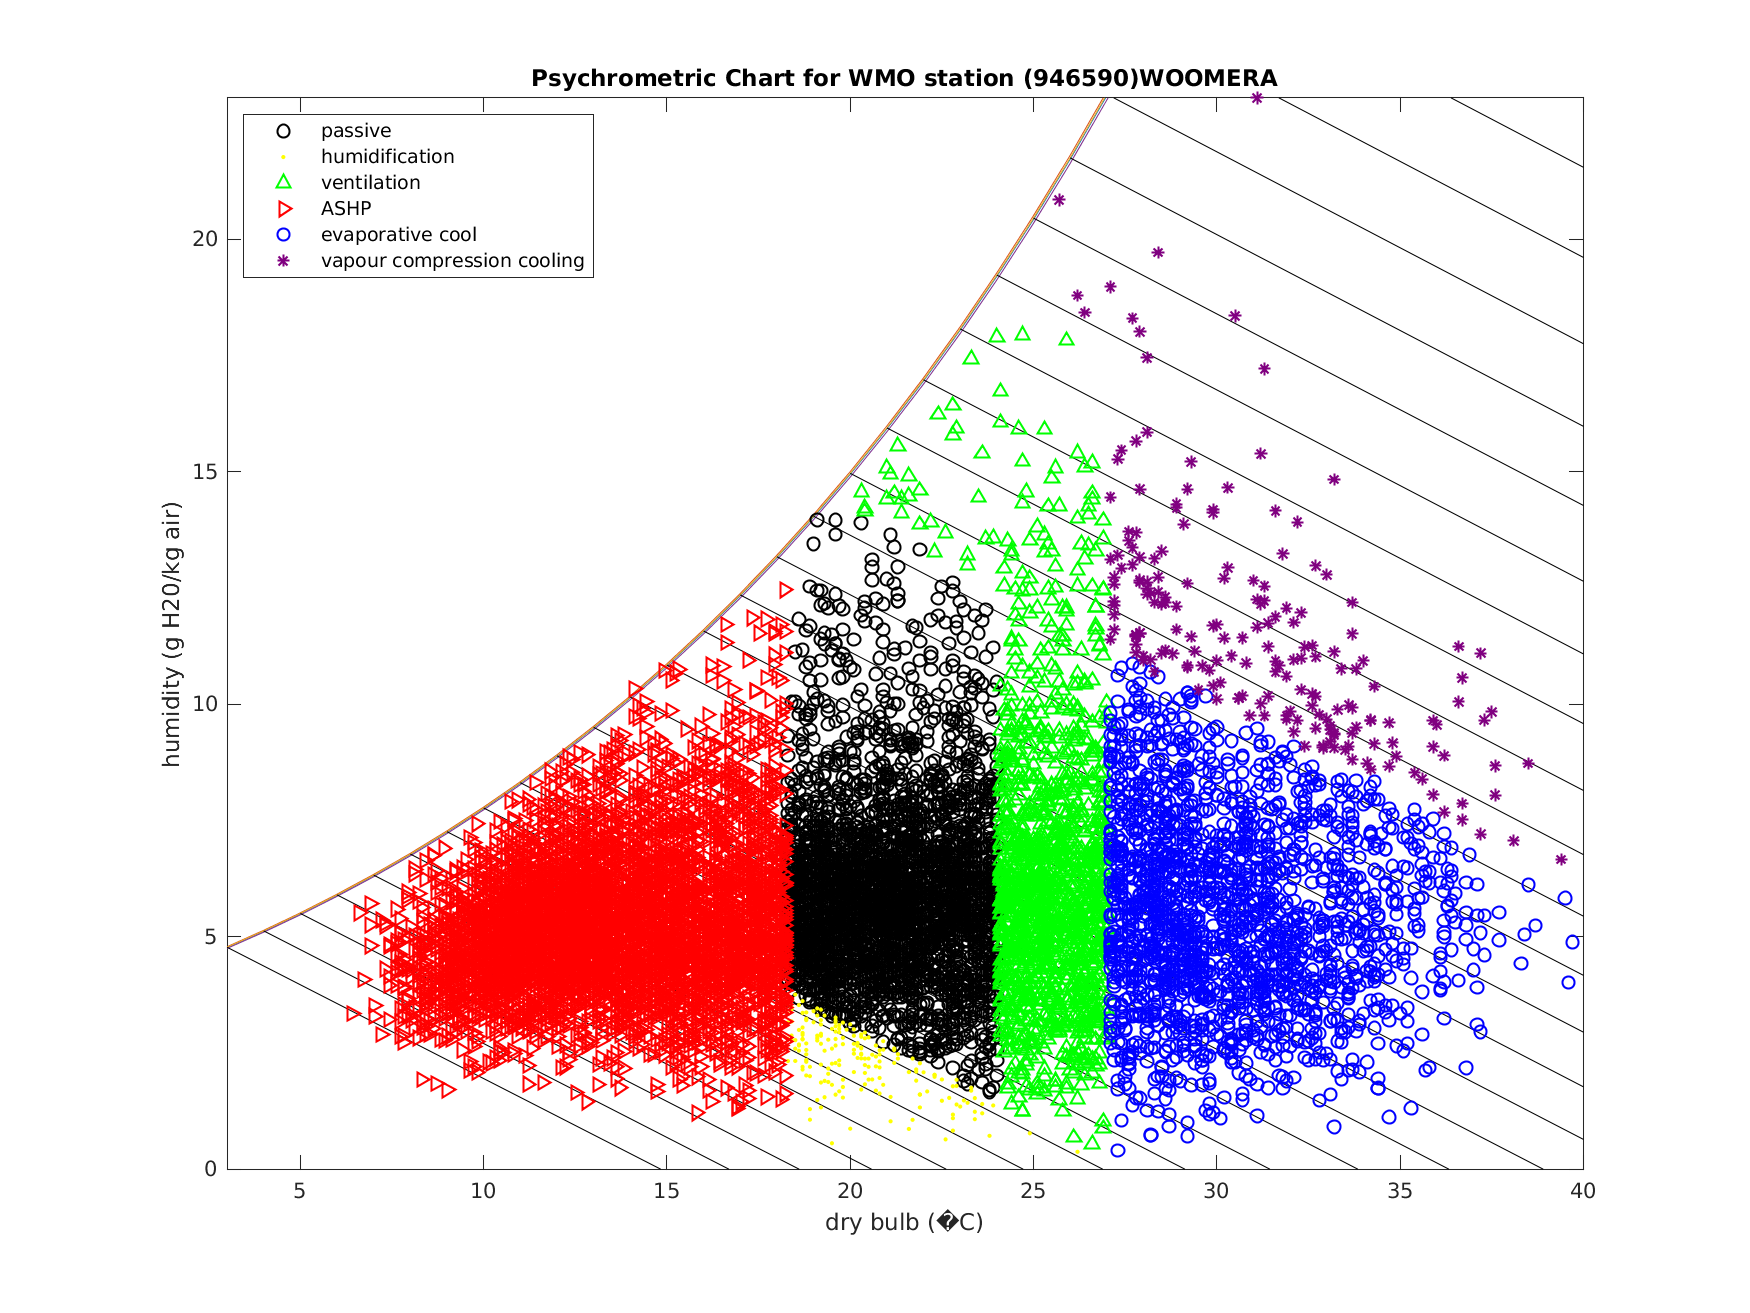 Psychrometric Chart for WMO station (946590)WOOMERA
passive
humidification
ventilation
ASHP
evaporative cool
vapour compression cooling
humidity (g H20/kg air)
20
15
10
5
0
5 10 15 20 25 30 35 40
dry bulb (�C)